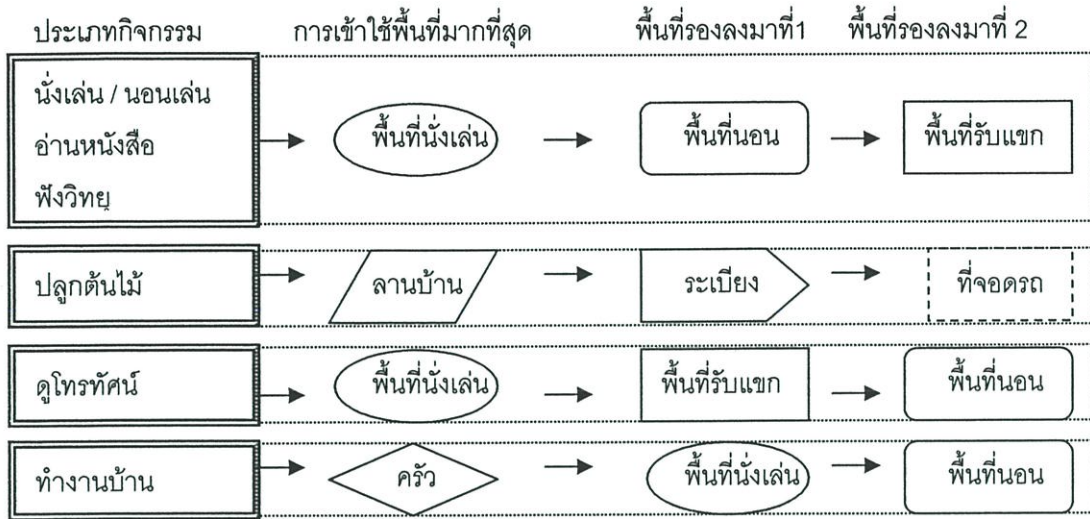 ประเภทกิจกรรม การเข้าใช้พื้นที่มากที่สุด พื้นที่รองลงมาที่1 พื้นที่รองลงมาที่ 2
นั่งเล่น / นอนเล่น
อ่านหนังสือ
ฟังวิทยุ
พื้นที่นั่งเล่น พื้นที่นอน พื้นที่รับแขก
ปลูกต้นไม้ ลานบ้าน ระเบียง ที่จอดรถ
ดูโทรทัศน์ พื้นที่นั่งเล่น พื้นที่รับแขก พื้นที่นอน
ทำงานบ้าน ครัว พื้นที่นั่งเล่น พื้นที่นอน